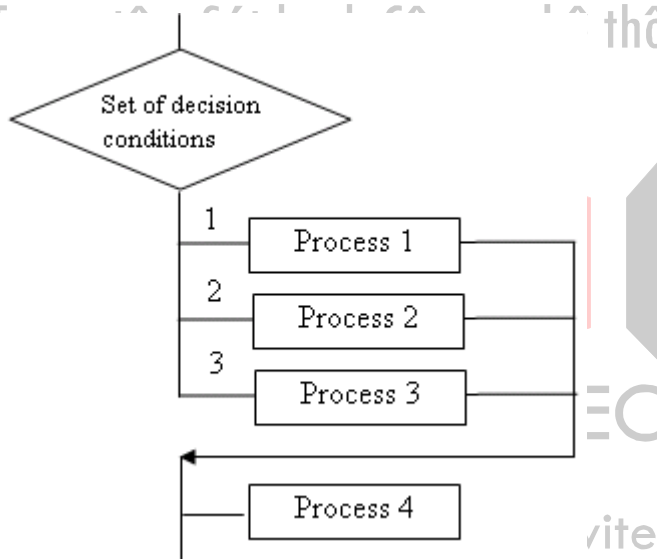 Set of decision
conditions
1
Process 1
2
Process 2
3
Process 3
Process 4